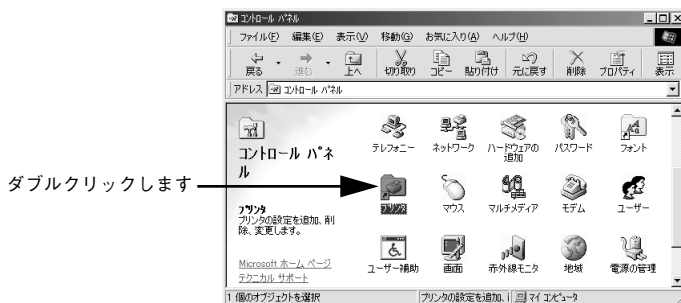 コントロール パネル
ファイル(F) 編集(E) 表示(V) 移動(G) お気に入り(A) ヘルプ(H)
戻る 進む 上へ 切り取り コピー 貼り付け 元に戻す 削除 プロパティ 表示
アドレス コントロール パネル
コントロール パネ
ル
プリンタ
プリンタの設定を追加、削
除、変更します。
Microsoft ホーム ページ
テクニカル サポート
テレフォニー ネットワーク ハードウェアの
追加 パスワード フォント
ダブルクリックします
プリンタ マウス マルチメディア モデム ユーザー
ユーザー補助 画面 赤外線モニタ 地域 電源の管理
1 個のオブジェクトを選択 プリンタの設定を追加、i マイ コンピュータ